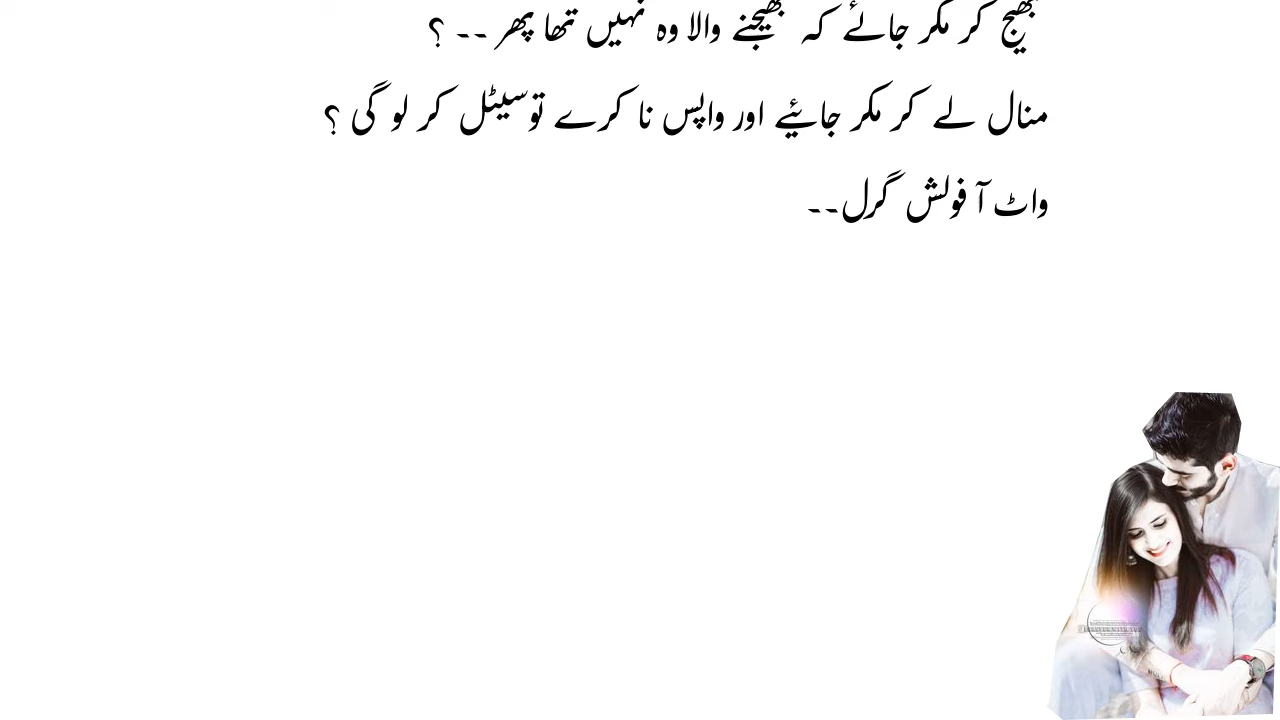 بھیج کر مکر جائے کہ بھیجنے والا وہ نہیں تھا پھر -- ؟
منال لے کر مکر جایئے اور واپس نا کرے تو سیٹل کر لو گی ؟
واٹ آ فولش گرل--